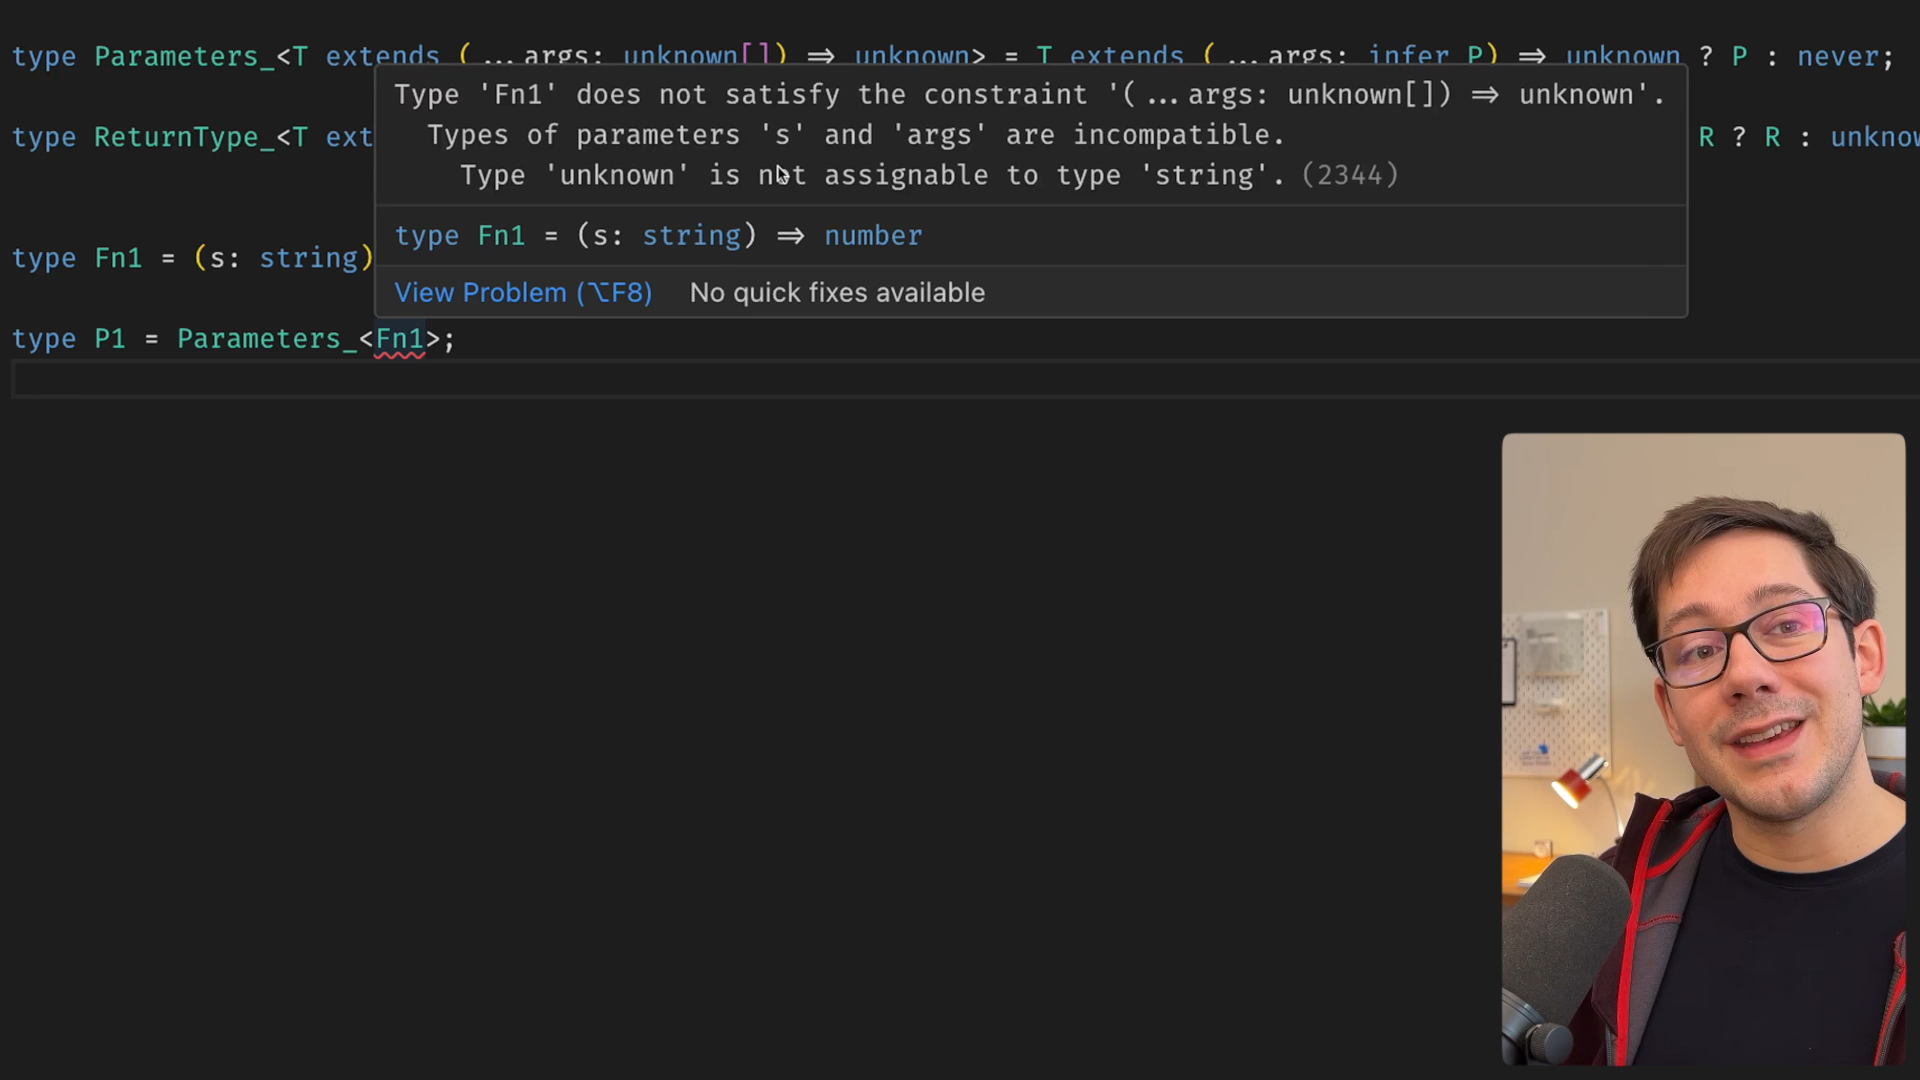 type Parameters_<T extends (...args: unknown[]) => unknown> = T extends (...args: infer P) => unknown ? P : never;
Type 'Fn1' does not satisfy the constraint '(...args: unknown[]) => unknown'.
Types of parameters 's' and 'args' are incompatible.
type ReturnType_<T ext R ? R : unknow
Type 'unknown' is not assignable to type 'string'. (2344)
type Fn1 = (s: string) => number
type Fn1 = (s: string)
View Problem (⌥F8) No quick fixes available
type P1 = Parameters_<Fn1>;